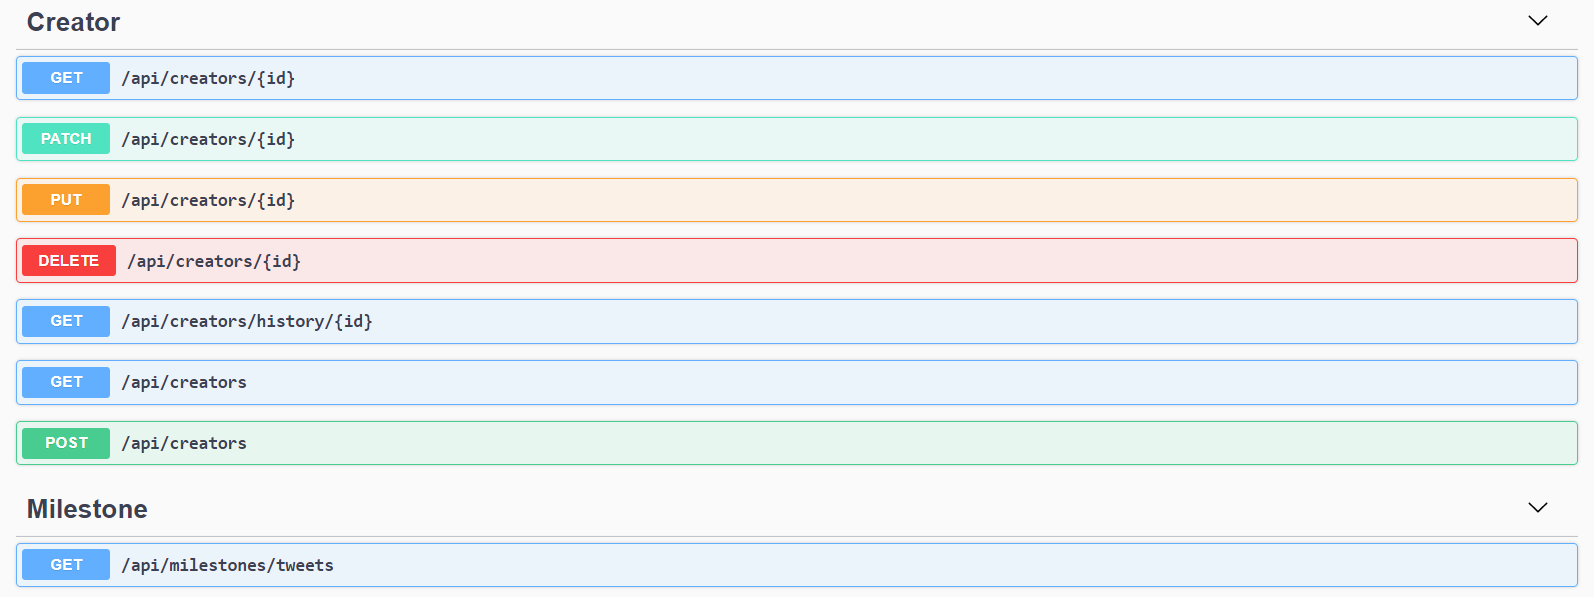 Creator
GET /api/creators/{id}
PATCH /api/creators/{id}
PUT /api/creators/{id}
DELETE /api/creators/{id}
GET /api/creators/history/{id}
GET /api/creators
POST /api/creators
Milestone
GET /api/milestones/tweets